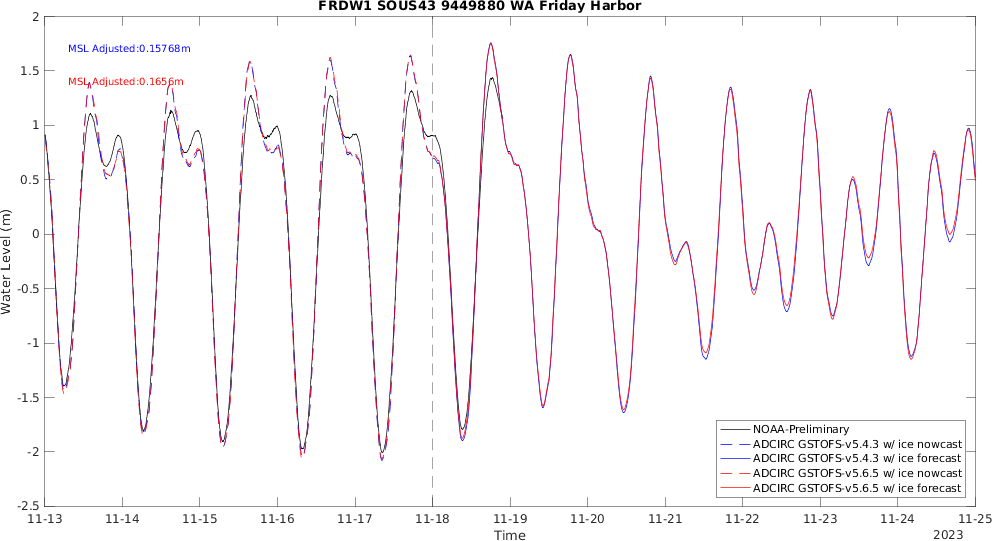 FRDW1 SOUS43 9449880 WA Friday Harbor
MSL Adjusted:0.15768m
MSL Adjusted:0.1656m
Water Level (m)
2
1.5
1
0.5
0
-0.5
-1
-1.5
-2
-2.5
NOAA-Preliminary
ADCIRC GSTOFS-v5.4.3 w/ ice nowcast
ADCIRC GSTOFS-v5.4.3 w/ ice forecast
ADCIRC GSTOFS-v5.6.5 w/ ice nowcast
ADCIRC GSTOFS-v5.6.5 w/ ice forecast
11-13 11-14 11-15 11-16 11-17 11-18 11-19 11-20 11-21 11-22 11-23 11-24 11-25
Time
2023